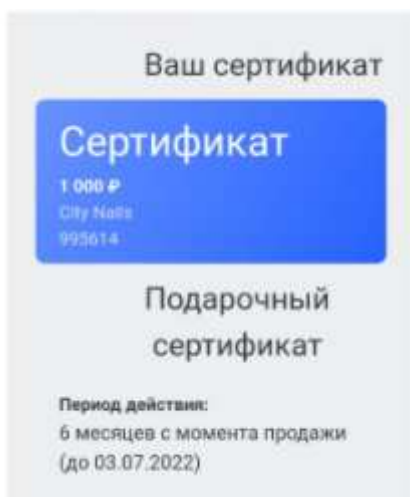 Ваш сертификат
Сертификат
1 000 ₽
City Nails
995614
Подарочный
сертификат
Период действия:
6 месяцев с момента продажи
(до 03.07.2022)